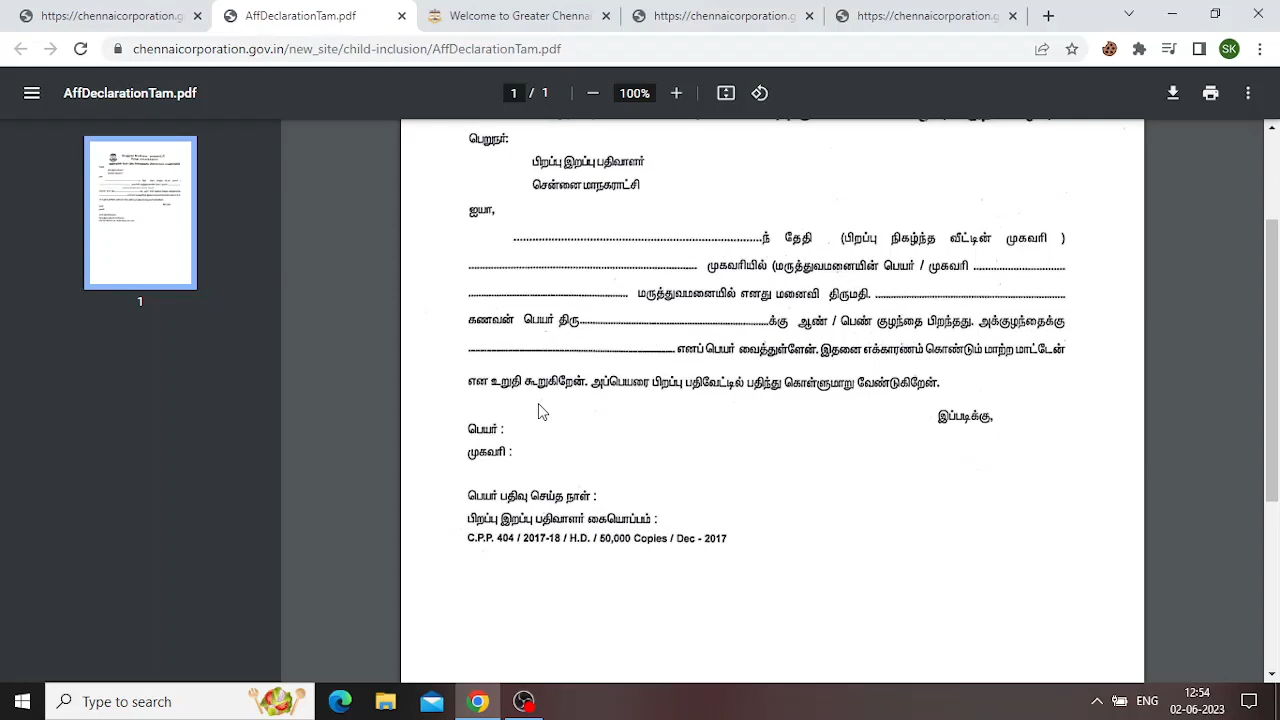 https://chennaicorporation.g
AffDeclarationTam.pdf
Welcome to Greater Chennai
https://chennaicorporation.g
https://chennaicorporation.g
chennaicorporation.gov.in/new_site/child-inclusion/AffDeclarationTam.pdf
SK
AffDeclarationTam.pdf
1 / 1
100%
பெறுநர்:
பிறப்பு இறப்பு பதிவாளர்
சென்னை மாநகராட்சி
ஐயா,
................ந் தேதி (பிறப்பு நிகழ்ந்த வீட்டின் முகவரி )
................ முகவரியில் (மருத்துவமனையின் பெயர் / முகவரி ................
................ மருத்துவமனையில் எனது மனைவி திருமதி. ................
கணவன் பெயர் திரு................க்கு ஆண் / பெண் குழந்தை பிறந்தது. அக்குழந்தைக்கு
................ எனப் பெயர் வைத்துள்ளேன். இதனை எக்காரணம் கொண்டும் மாற்ற மாட்டேன்
என உறுதி கூறுகிறேன். அப்பெயரை பிறப்பு பதிவேட்டில் பதிந்து கொள்ளுமாறு வேண்டுகிறேன்.
இப்படிக்கு,
பெயர் :
முகவரி :
பெயர் பதிவு செய்த நாள் :
பிறப்பு இறப்பு பதிவாளர் கையொப்பம் :
C.P.P. 404 / 2017-18 / H.D. / 50,000 Copies / Dec - 2017
1
Type to search
ENG
12:54
02-06-2023